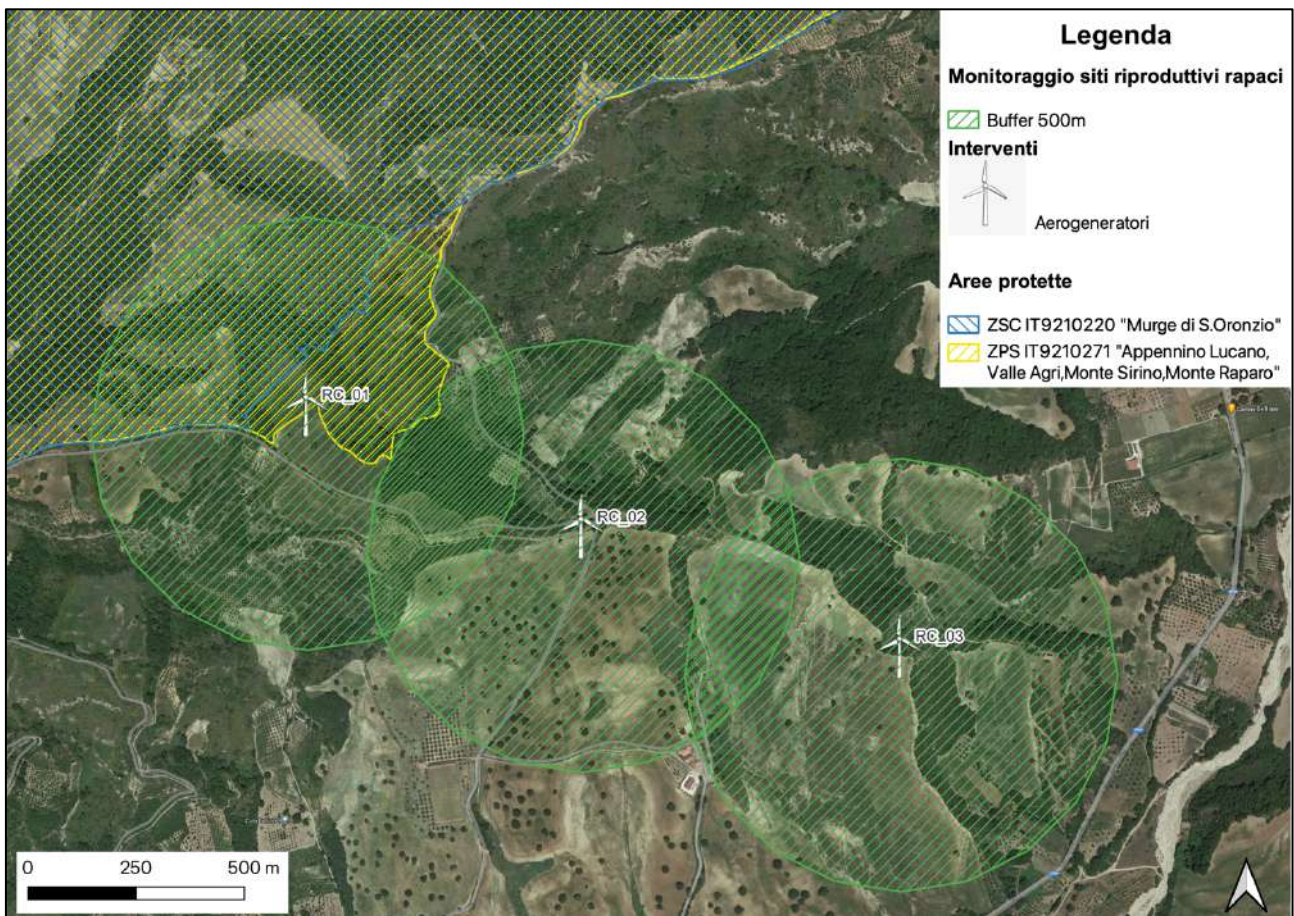 Legenda
Monitoraggio siti riproduttivi rapaci
Buffer 500m
Interventi
Aerogeneratori
Aree protette
ZSC IT9210220 "Murge di S.Oronzio"
ZPS IT9210271 "Appennino Lucano,
Valle Agri,Monte Sirino,Monte Raparo"
RC_01
RC_02
RC_03
0 250 500 m